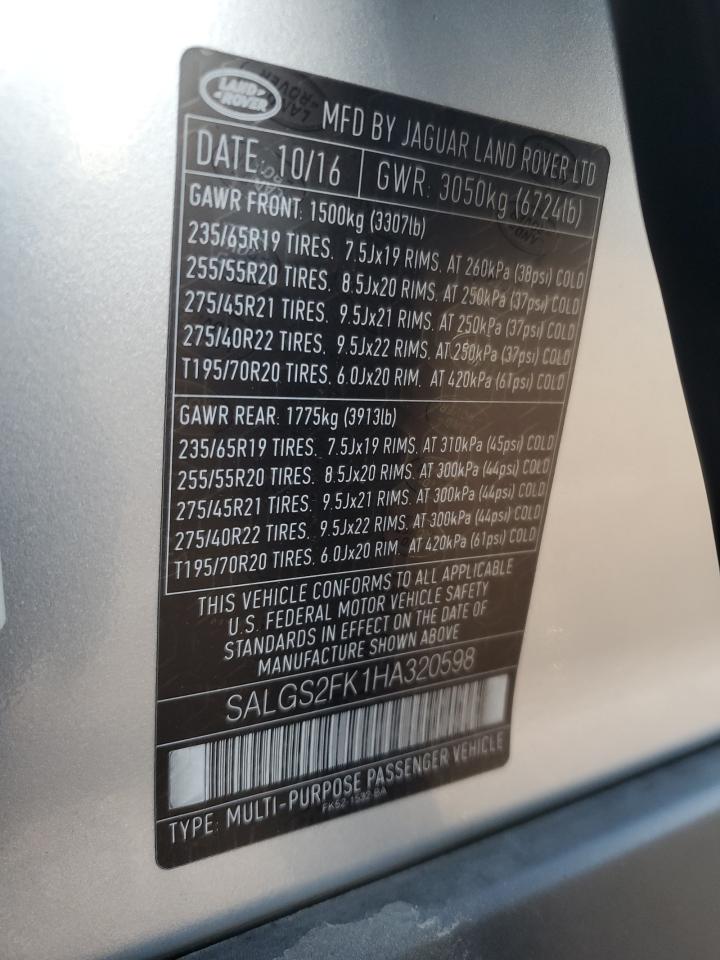 LAND ROVER
MFD BY JAGUAR LAND ROVER LTD
DATE: 10/16 GWR: 3050kg (6724lb)
GAWR FRONT: 1500kg (3307lb)
235/65R19 TIRES. 7.5Jx19 RIMS. AT 260kPa (38psi) COLD
255/55R20 TIRES. 8.5Jx20 RIMS. AT 250kPa (37psi) COLD
275/45R21 TIRES. 9.5Jx21 RIMS. AT 250kPa (37psi) COLD
275/40R22 TIRES. 9.5Jx22 RIMS. AT 250kPa (37psi) COLD
T195/70R20 TIRES. 6.0Jx20 RIM. AT 420kPa (61psi) COLD
GAWR REAR: 1775kg (3913lb)
235/65R19 TIRES. 7.5Jx19 RIMS. AT 310kPa (45psi) COLD
255/55R20 TIRES. 8.5Jx20 RIMS. AT 300kPa (44psi) COLD
275/45R21 TIRES. 9.5Jx21 RIMS. AT 300kPa (44psi) COLD
275/40R22 TIRES. 9.5Jx22 RIMS. AT 300kPa (44psi) COLD
T195/70R20 TIRES. 6.0Jx20 RIM. AT 420kPa (61psi) COLD
THIS VEHICLE CONFORMS TO ALL APPLICABLE
U.S. FEDERAL MOTOR VEHICLE SAFETY
STANDARDS IN EFFECT ON THE DATE OF
MANUFACTURE SHOWN ABOVE
SALGS2FK1HA320598
TYPE: MULTI-PURPOSE PASSENGER VEHICLE
FK52-1532-BA